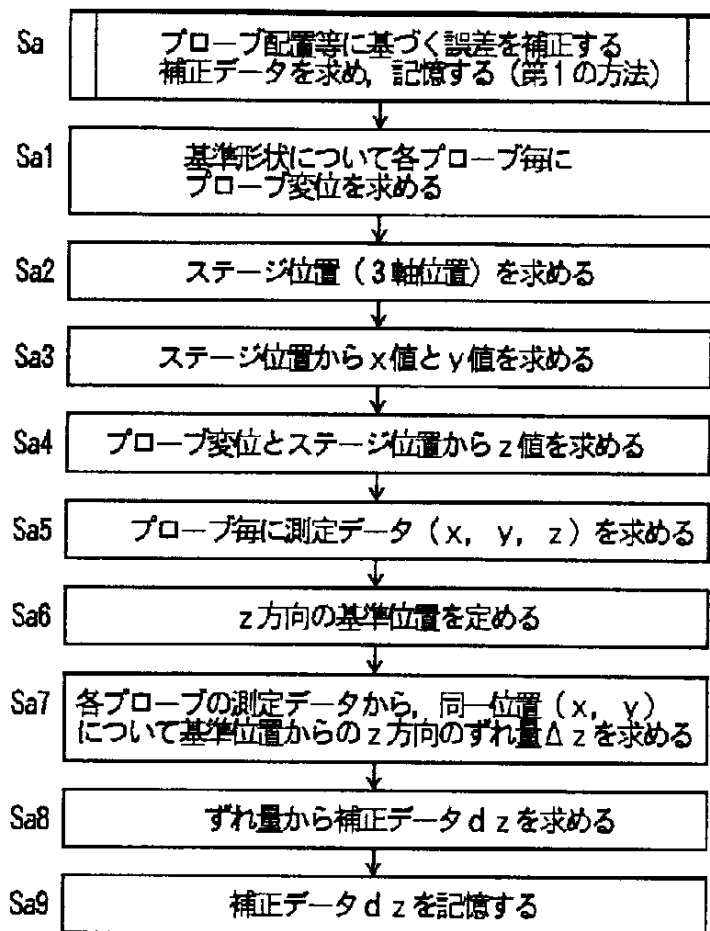 Sa
プローブ配置等に基づく誤差を補正する
補正データを求め，記憶する（第1の方法）
Sa1
基準形状について各プローブ毎に
プローブ変位を求める
Sa2
ステージ位置（3軸位置）を求める
Sa3
ステージ位置からx値とy値を求める
Sa4
プローブ変位とステージ位置からz値を求める
Sa5
プローブ毎に測定データ（x，y，z）を求める
Sa6
z方向の基準位置を定める
Sa7
各プローブの測定データから，同一位置（x，y）
について基準位置からのz方向のずれ量Δzを求める
Sa8
ずれ量から補正データdzを求める
Sa9
補正データdzを記憶する